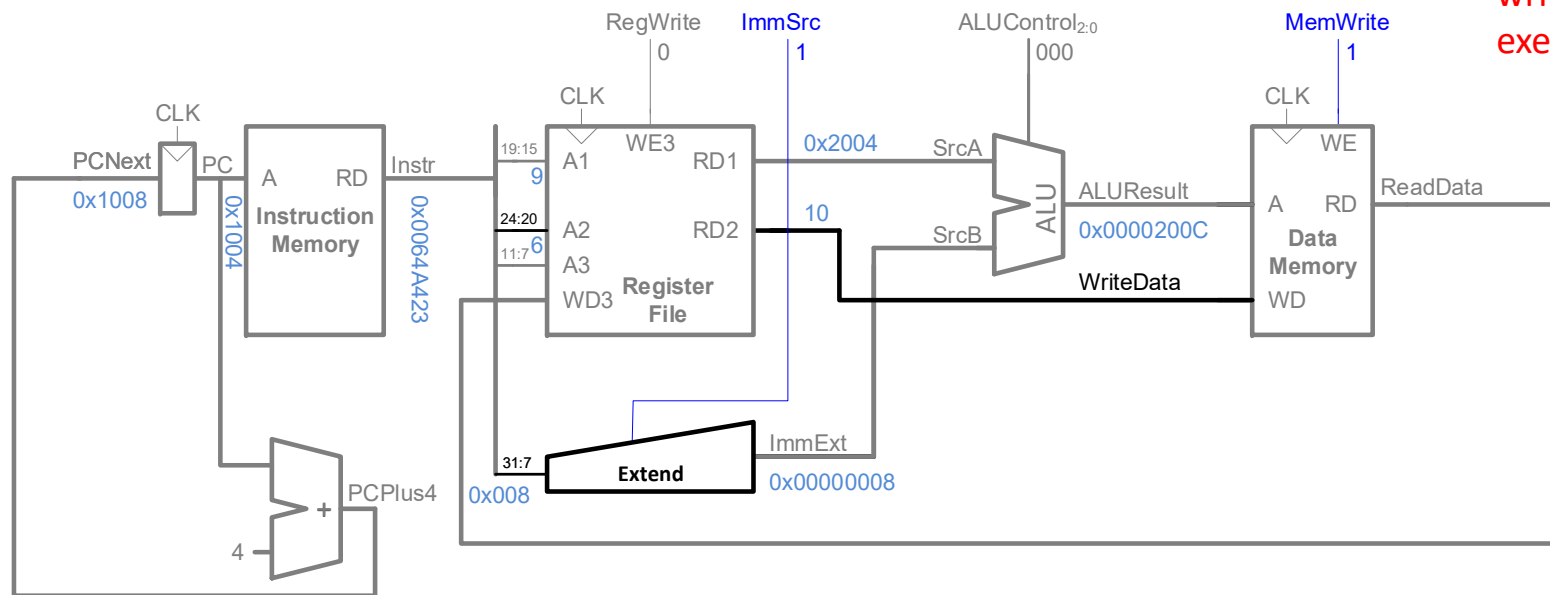 wri
exe
RegWrite
0
ImmSrc
1
ALUControl2:0
000
MemWrite
1
CLK
CLK
CLK
PCNext
0x1008
PC
0x1004
A
RD
Instruction
Memory
Instr
0x0064A423
19:15
9
24:20
6
11:7
A1
A2
A3
WD3
WE3
RD1
RD2
Register
File
0x2004
SrcA
10
SrcB
ALU
ALUResult
0x0000200C
WriteData
WE
A
RD
Data
Memory
WD
ReadData
31:7
0x008
Extend
ImmExt
0x00000008
PCPlus4
+
4